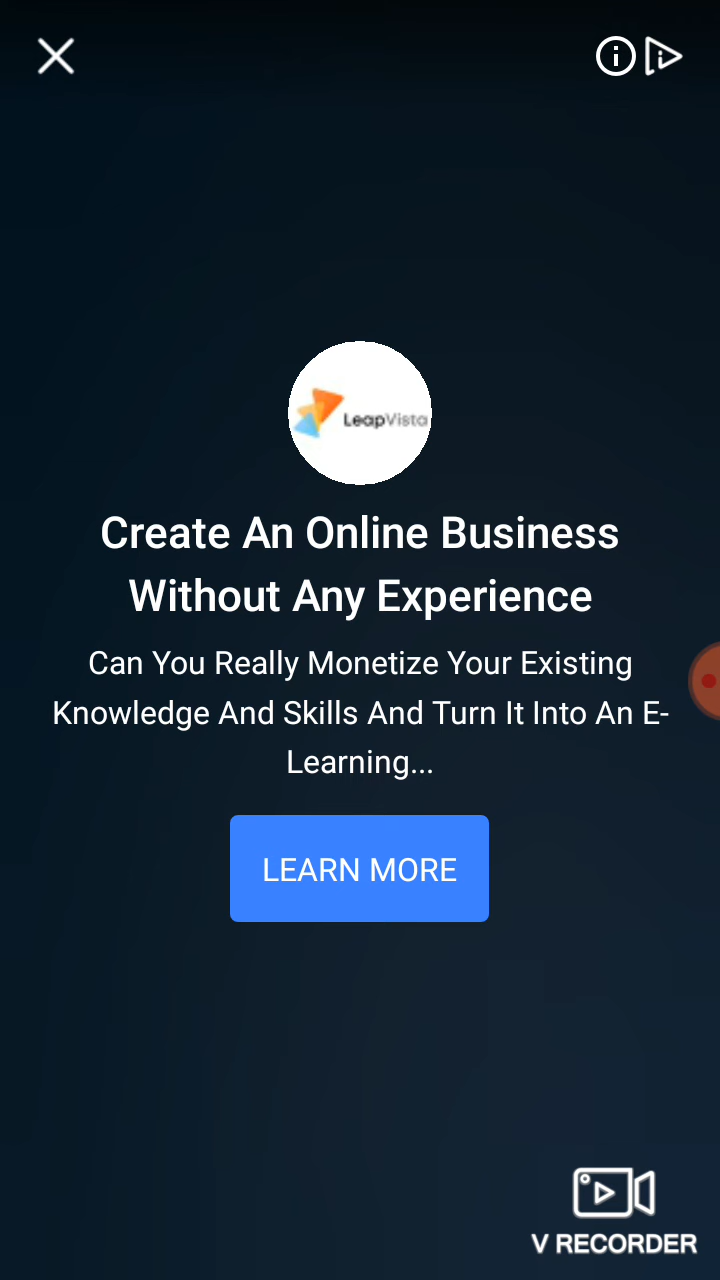 LeapVista
Create An Online Business
Without Any Experience
Can You Really Monetize Your Existing
Knowledge And Skills And Turn It Into An E-
Learning...
LEARN MORE
V RECORDER